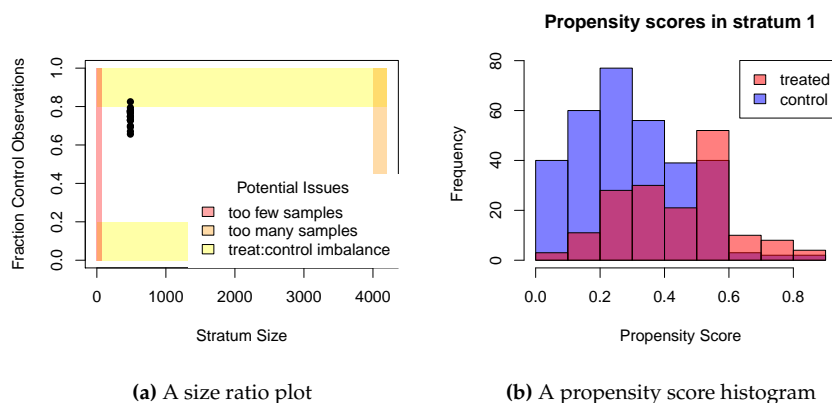 Fraction Control Observations
1.0
0.8
0.6
0.4
0.2
0.0
Potential Issues
too few samples
too many samples
treat:control imbalance
0 1000 2000 3000 4000
Stratum Size
(a) A size ratio plot
Propensity scores in stratum 1
Frequency
80
60
40
20
0
treated
control
0.0 0.2 0.4 0.6 0.8
Propensity Score
(b) A propensity score histogram